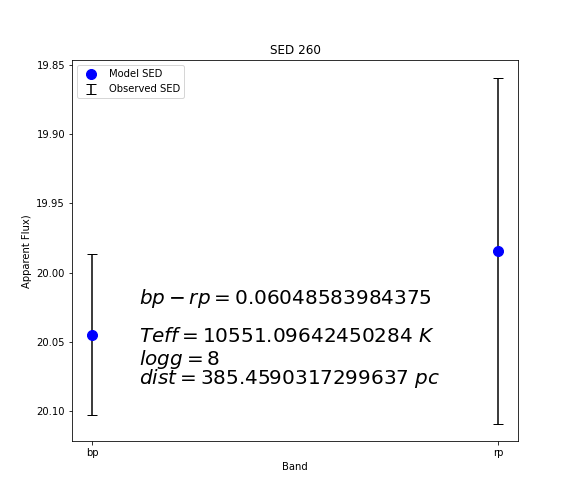 SED 260
19.85
Model SED
Observed SED
19.90
19.95
20.00
20.05
20.10
Apparent Flux)
bp − rp = 0.06048583984375
Teff = 10551.09642450284 K
logg = 8
dist = 385.4590317299637 pc
bp
rp
Band